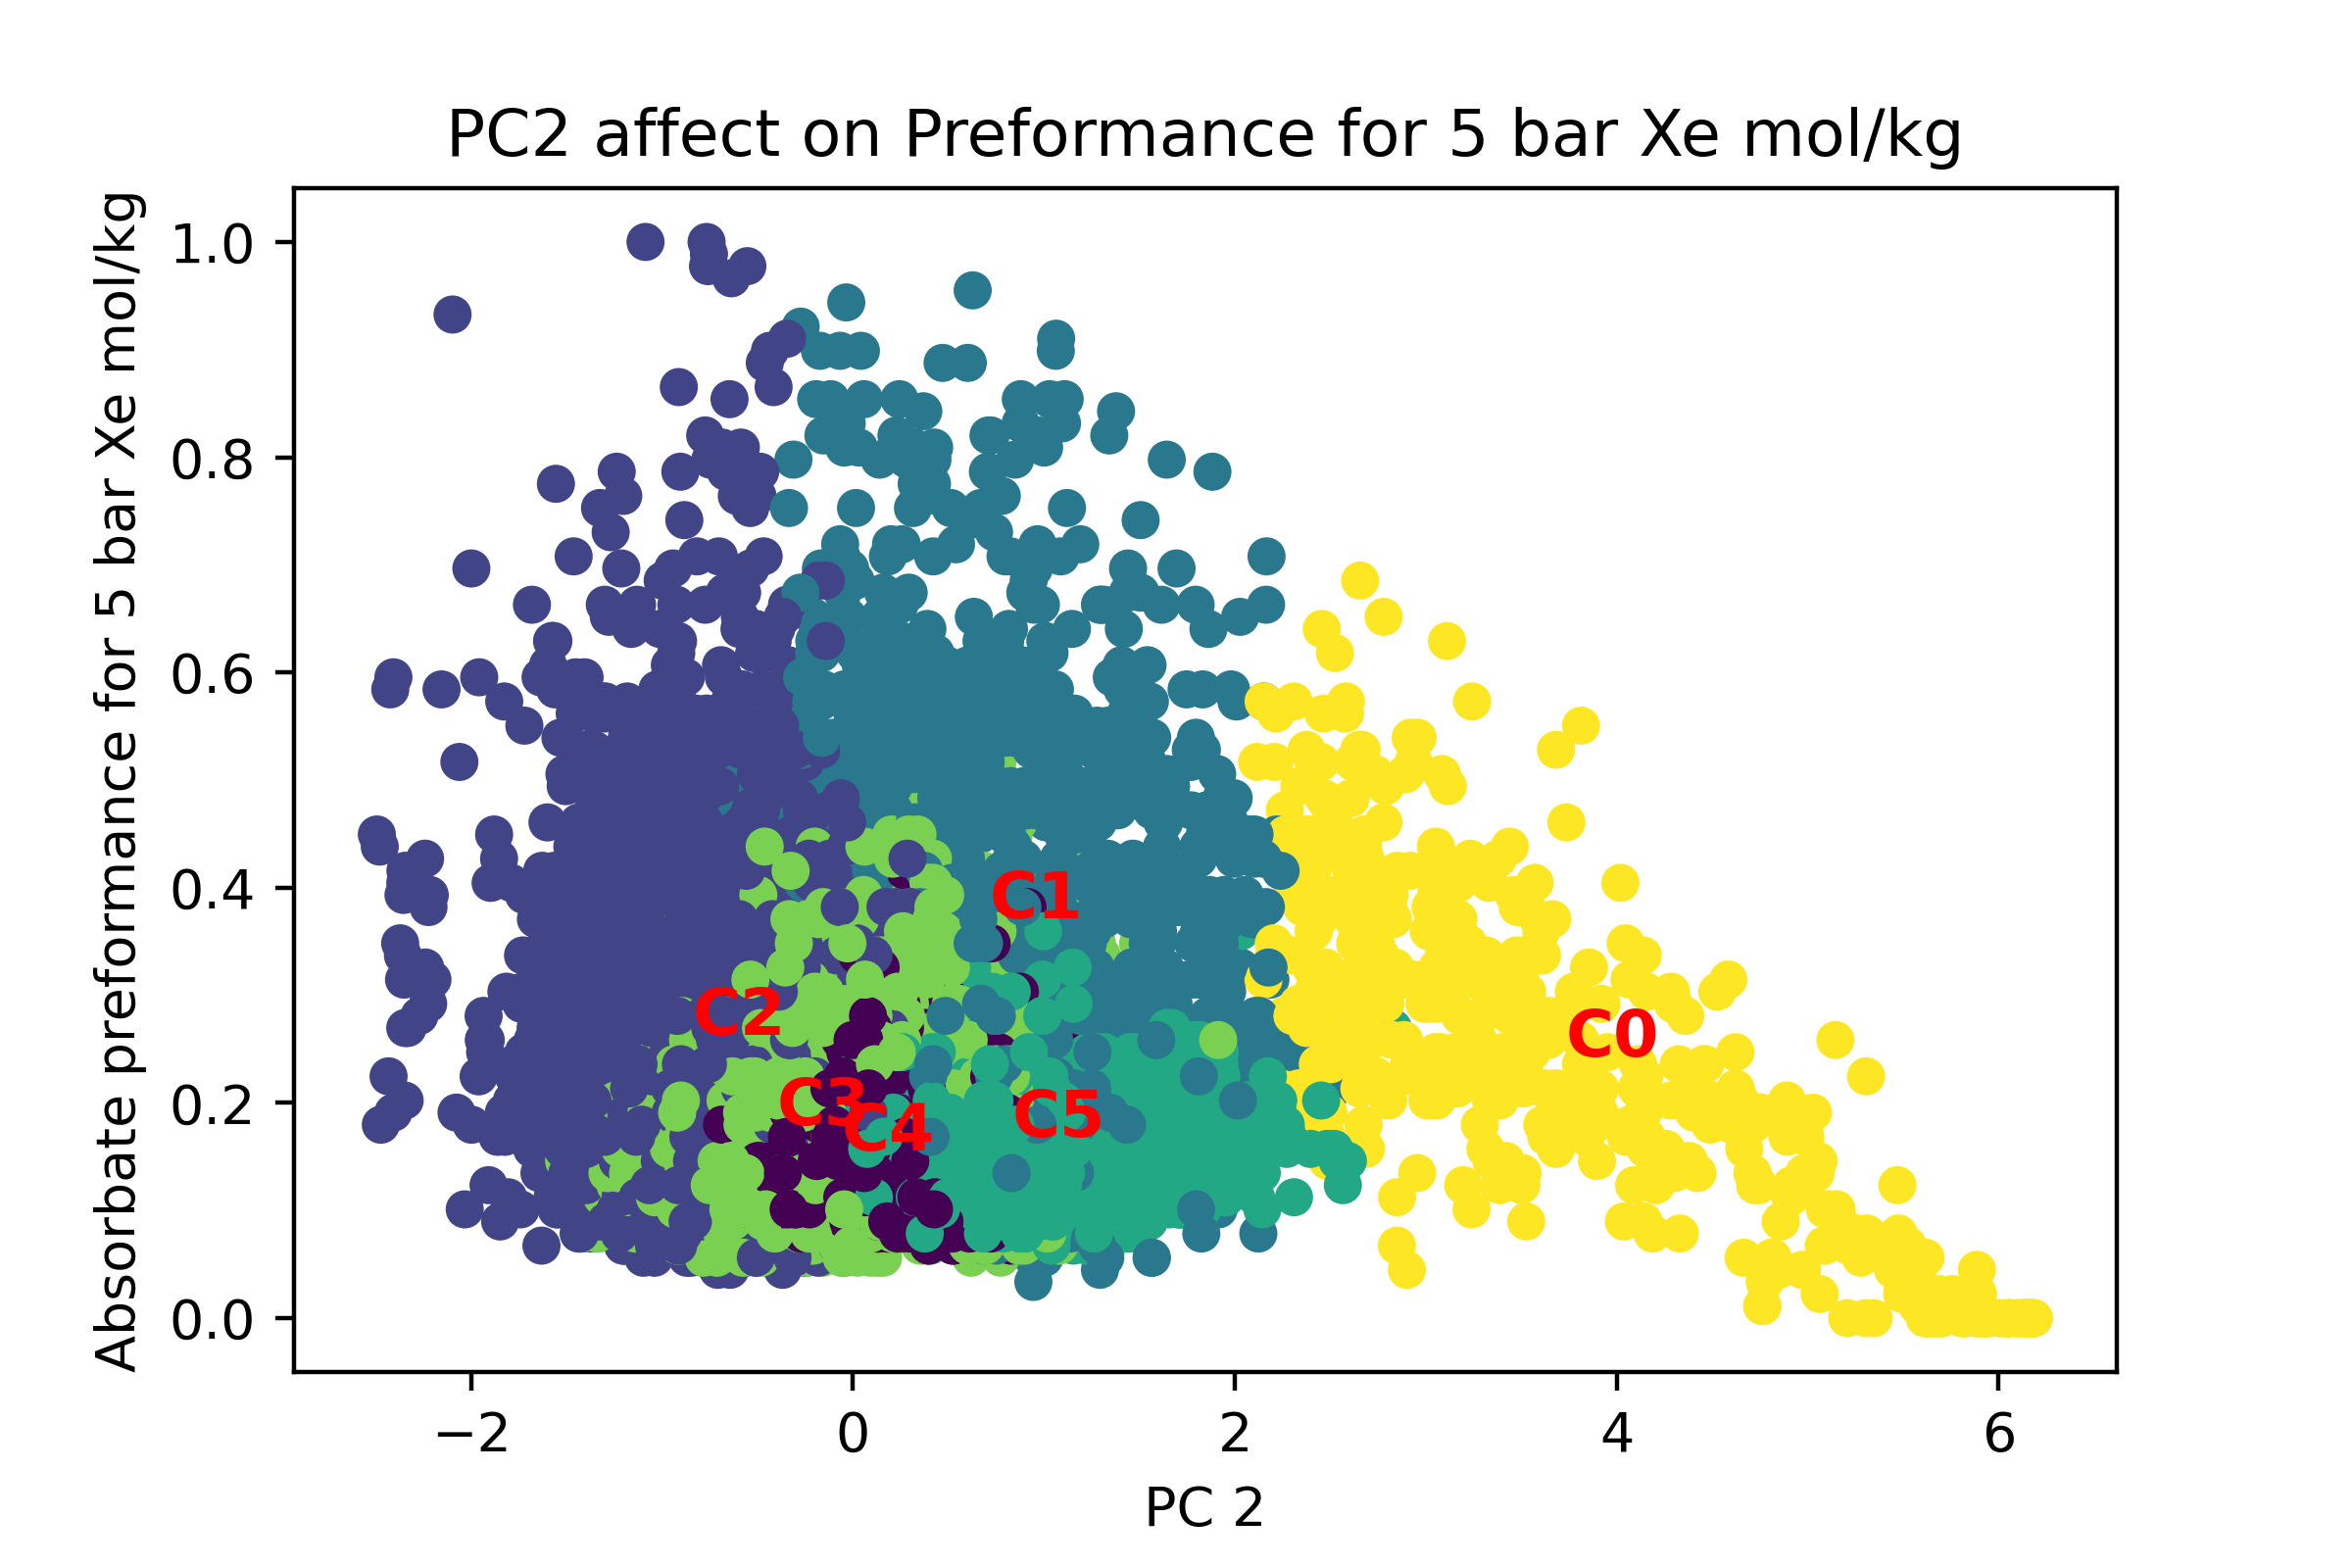 PC2 affect on Preformance for 5 bar Xe mol/kg
Absorbate preformance for 5 bar Xe mol/kg
1.0
0.8
0.6
0.4
0.2
0.0
C1
C2
C0
C3
C4
C5
−2 0 2 4 6
PC 2